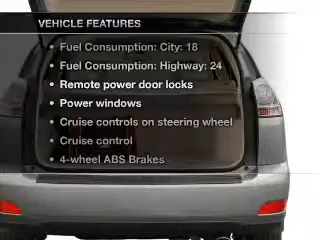 VEHICLE FEATURES
• Fuel Consumption: City: 18
• Fuel Consumption: Highway: 24
• Remote power door locks
• Power windows
• Cruise controls on steering wheel
• Cruise control
• 4-wheel ABS Brakes